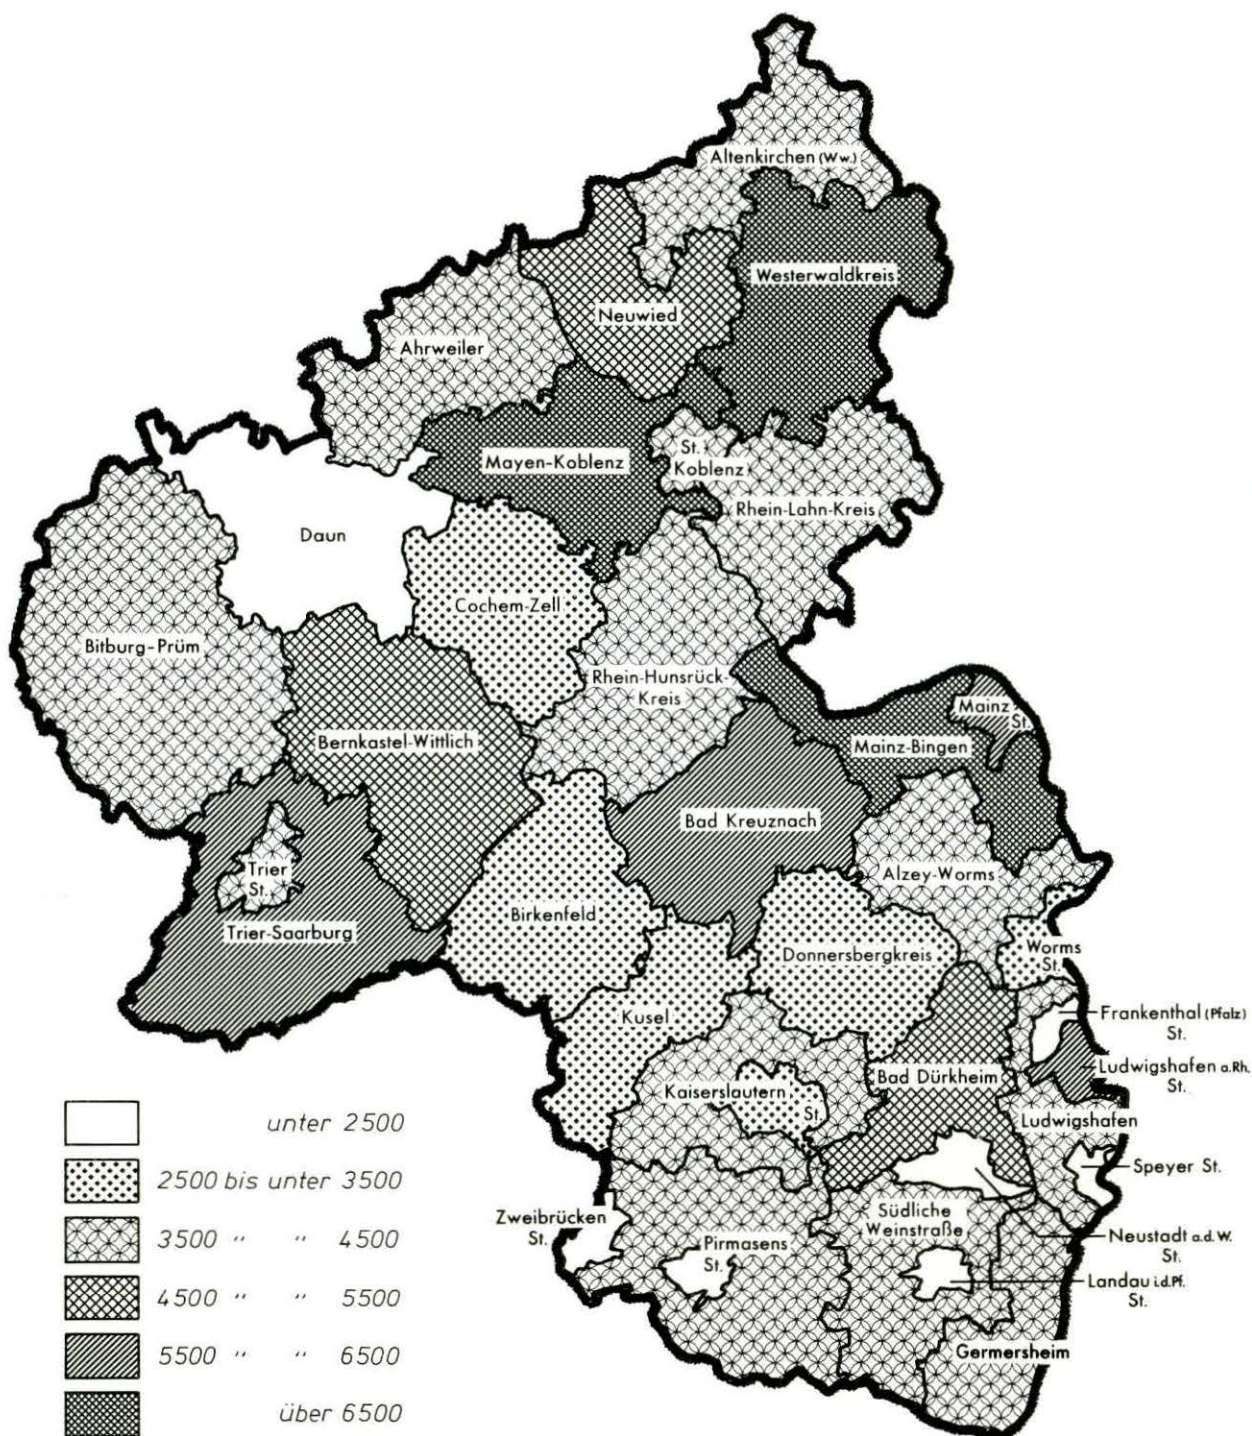 Altenkirchen (Ww.)
Westerwaldkreis
Neuwied
Ahrweiler
St.
Koblenz
Mayen-Koblenz
Rhein-Lahn-Kreis
Daun
Cochem-Zell
Bitburg-Prüm
Rhein-Hunsrück-
Kreis
Mainz
St.
Bernkastel-Wittlich
Mainz-Bingen
Bad Kreuznach
Trier
St.
Alzey-Worms
Birkenfeld
Trier-Saarburg
Donnersbergkreis
Worms
St.
Kusel
Frankenthal (Pfalz)
St.
Ludwigshafen a.Rh.
St.
Bad Dürkheim
Kaiserslautern
St.
Ludwigshafen
Speyer St.
Zweibrücken
St.
Südliche
Weinstraße
Pirmasens
St.
Neustadt a.d.W.
St.
Landau i.d.Pf.
St.
Germersheim
unter 2500
2500 bis unter 3500
3500 " " 4500
4500 " " 5500
5500 " " 6500
über 6500